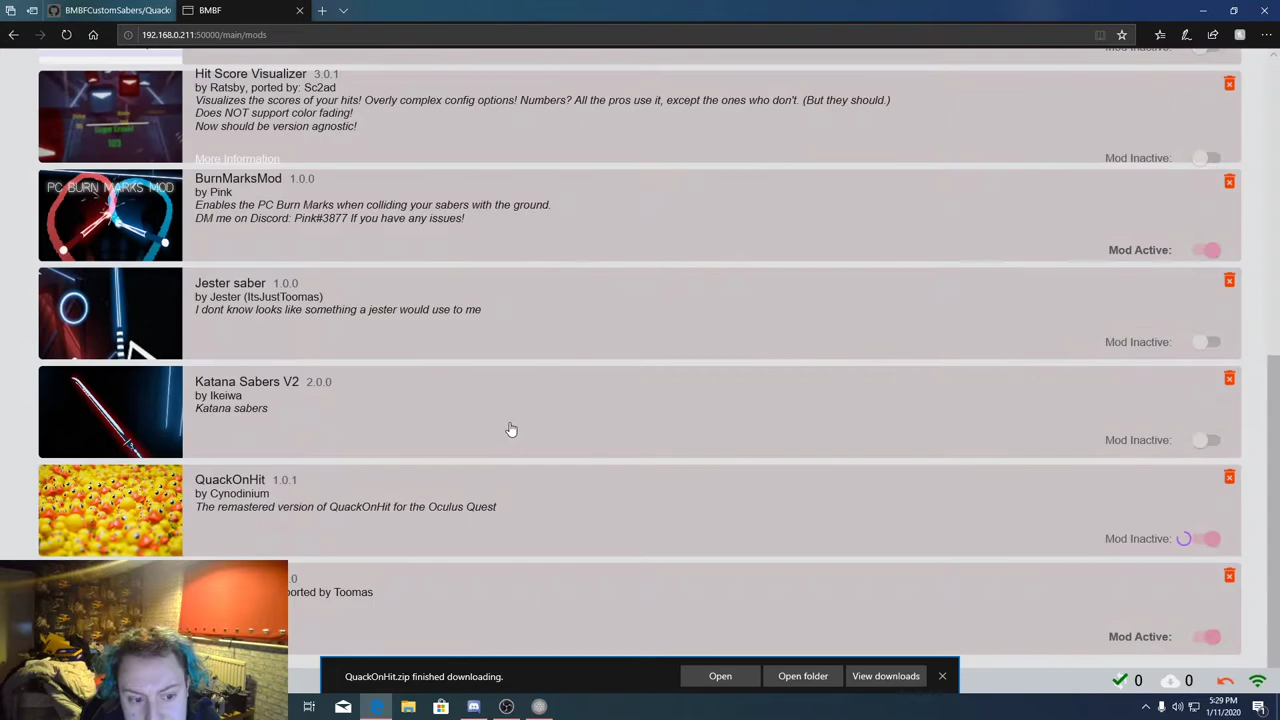 BMBFCustomSabers/Quack
BMBF
192.168.0.211:50000/main/mods
Hit Score Visualizer 3.0.1
by Ratsby, ported by: Sc2ad
Visualizes the scores of your hits! Overly complex config options! Numbers? All the pros use it, except the ones who don't. (But they should.)
Does NOT support color fading!
Now should be version agnostic!
More Information
Mod Inactive:
PC BURN MARKS MOD
BurnMarksMod 1.0.0
by Pink
Enables the PC Burn Marks when colliding your sabers with the ground.
DM me on Discord: Pink#3877 If you have any issues!
Mod Active:
Jester saber 1.0.0
by Jester (ItsJustToomas)
I dont know looks like something a jester would use to me
Mod Inactive:
Katana Sabers V2 2.0.0
by Ikeiwa
Katana sabers
Mod Inactive:
QuackOnHit 1.0.1
by Cynodinium
The remastered version of QuackOnHit for the Oculus Quest
Mod Inactive:
.0
orted by Toomas
Mod Active:
QuackOnHit.zip finished downloading.
Open
Open folder
View downloads
0
0
5:29 PM
1/11/2020